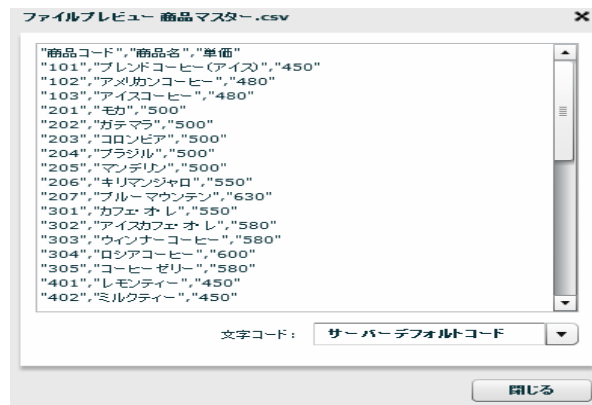 ファイルプレビュー 商品マスター.csv
"商品コード","商品名","単価"
"101","ブレンドコーヒー(アイス)","450"
"102","アメリカンコーヒー","480"
"103","アイスコーヒー","480"
"201","モカ","500"
"202","ガテマラ","500"
"203","コロンビア","500"
"204","ブラジル","500"
"205","マンデリン","500"
"206","キリマンジャロ","550"
"207","ブルーマウンテン","630"
"301","カフェ・オ・レ","550"
"302","アイスカフェ・オ・レ","580"
"303","ウィンナーコーヒー","580"
"304","ロシアコーヒー","600"
"305","コーヒーゼリー","580"
"401","レモンティー","450"
"402","ミルクティー","450"
文字コード: サーバーデフォルトコード
閉じる